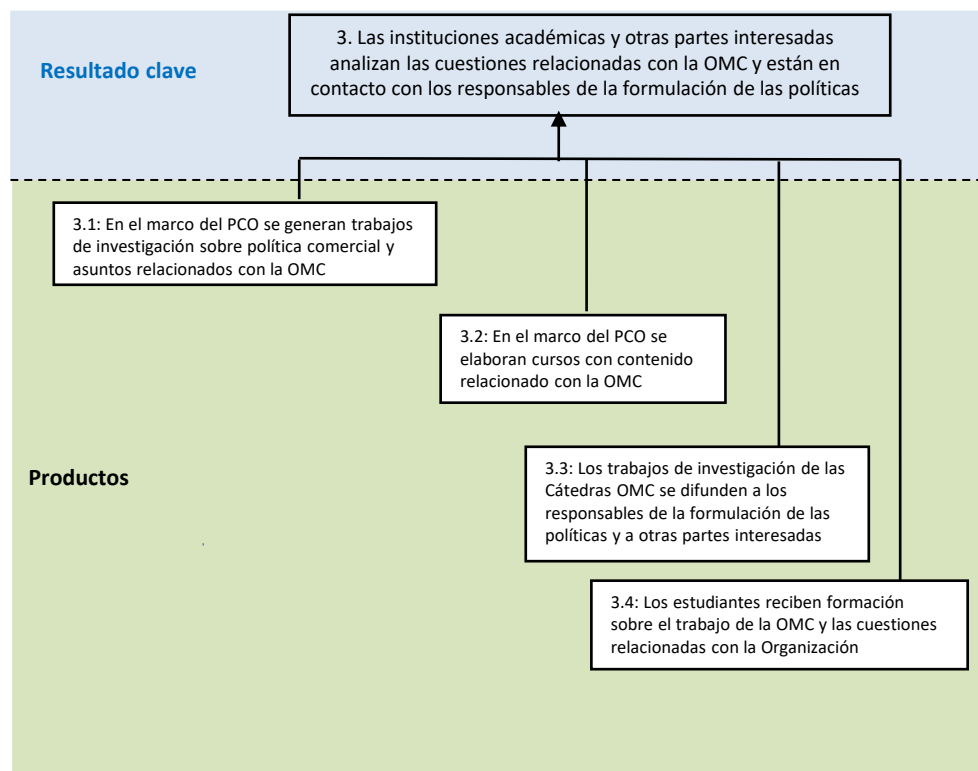 3. Las instituciones académicas y otras partes interesadas
analizan las cuestiones relacionadas con la OMC y están en
contacto con los responsables de la formulación de las políticas
Resultado clave
3.1: En el marco del PCO se generan trabajos
de investigación sobre política comercial y
asuntos relacionados con la OMC
3.2: En el marco del PCO se
elaboran cursos con contenido
relacionado con la OMC
Productos
3.3: Los trabajos de investigación de las
Cátedras OMC se difunden a los
responsables de la formulación de las
políticas y a otras partes interesadas
3.4: Los estudiantes reciben formación
sobre el trabajo de la OMC y las cuestiones
relacionadas con la Organización